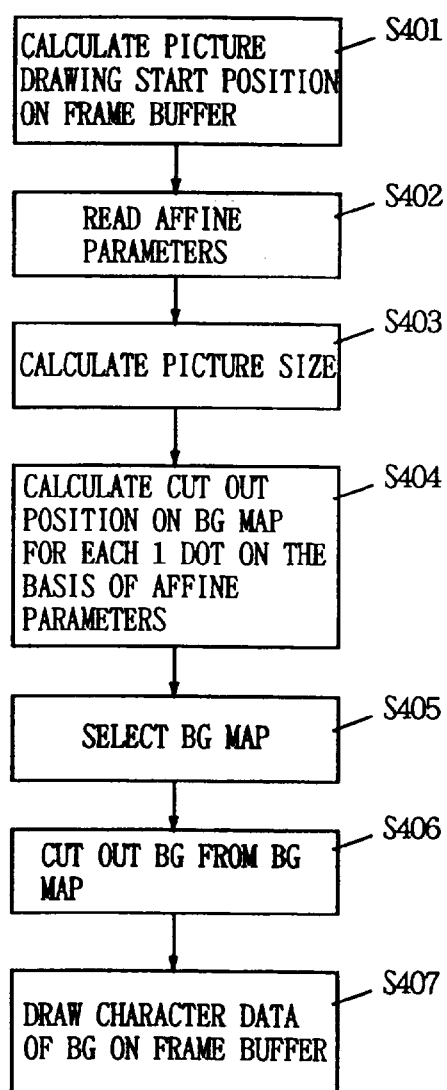 S401
CALCULATE PICTURE
DRAWING START POSITION
ON FRAME BUFFER
S402
READ AFFINE
PARAMETERS
S403
CALCULATE PICTURE SIZE
S404
CALCULATE CUT OUT
POSITION ON BG MAP
FOR EACH 1 DOT ON THE
BASIS OF AFFINE
PARAMETERS
S405
SELECT BG MAP
S406
CUT OUT BG FROM BG
MAP
S407
DRAW CHARACTER DATA
OF BG ON FRAME BUFFER